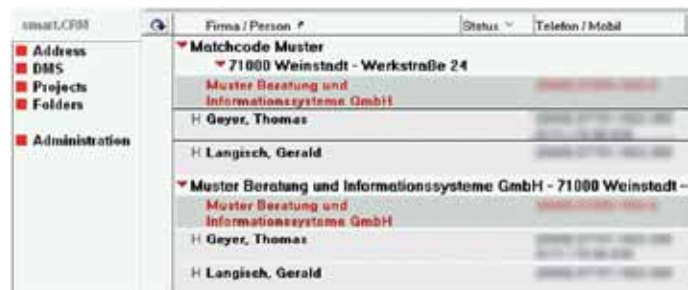 smart.CRM
Address
DMS
Projects
Folders
Administration
Firma / Person
Status
Telefon / Mobil
Matchcode Muster
71000 Weinstadt - Werkstraße 24
Muster Beratung und
Informationssysteme GmbH
H Geyer, Thomas
H Langisch, Gerald
Muster Beratung und Informationssysteme GmbH - 71000 Weinstadt -
Muster Beratung und
Informationssysteme GmbH
H Geyer, Thomas
H Langisch, Gerald